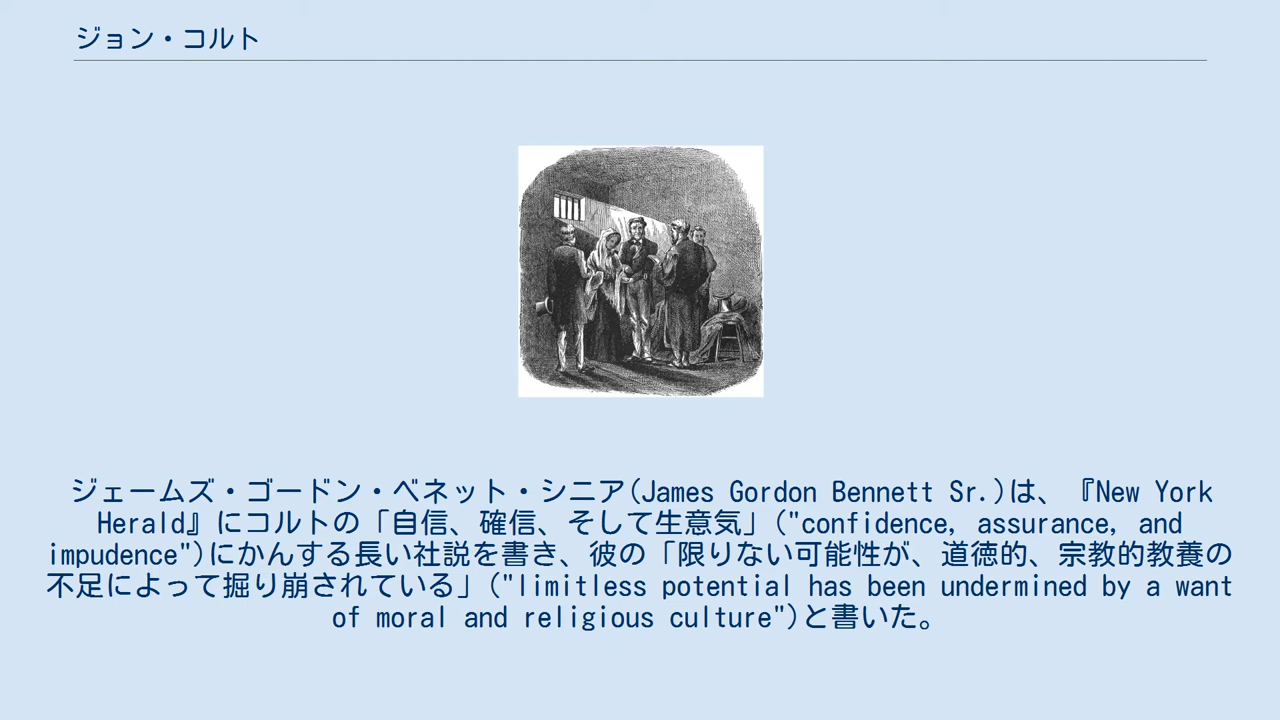 ジョン・コルト
ジェームズ・ゴードン・ベネット・シニア(James Gordon Bennett Sr.)は、『New York
Herald』にコルトの「自信、確信、そして生意気」("confidence, assurance, and
impudence")にかんする長い社説を書き、彼の「限りない可能性が、道徳的、宗教的教養の
不足によって掘り崩されている」("limitless potential has been undermined by a want
of moral and religious culture")と書いた。